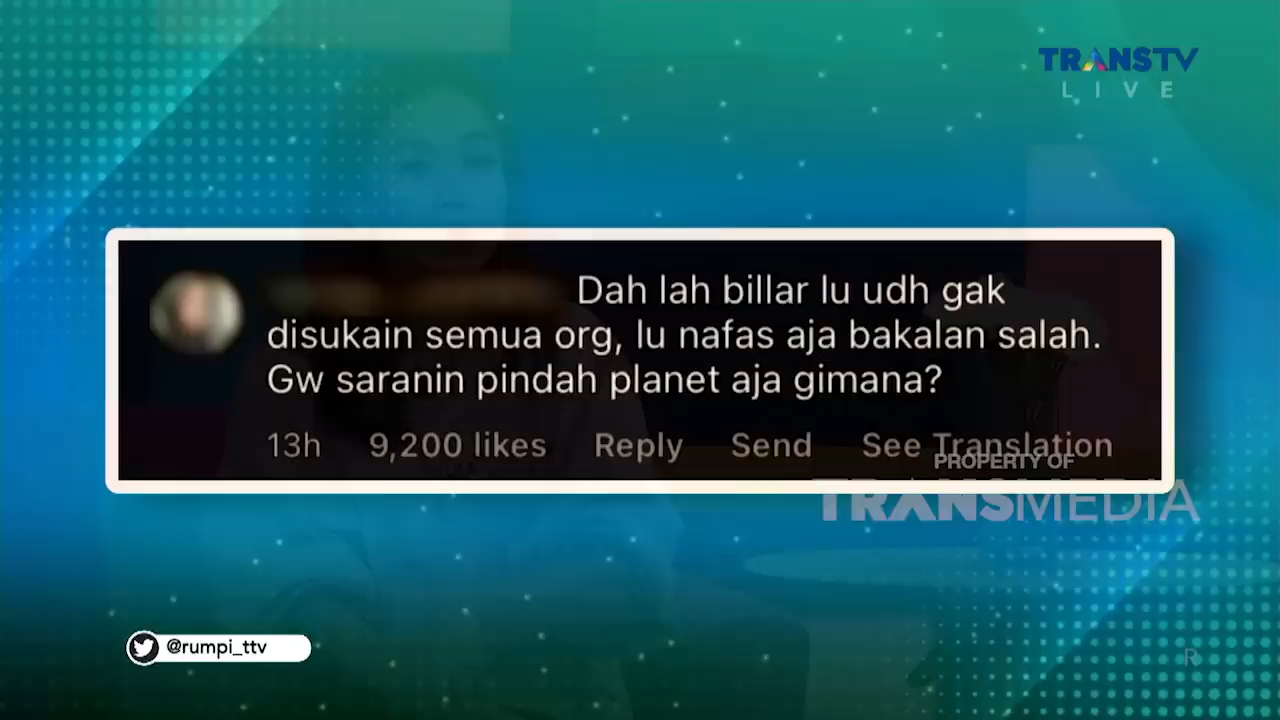 TRANSTV
LIVE
Dah lah billar lu udh gak
disukain semua org, lu nafas aja bakalan salah.
Gw saranin pindah planet aja gimana?
13h 9,200 likes Reply Send See Translation
PROPERTY OF
TRANSMEDIA
@rumpi_ttv
R